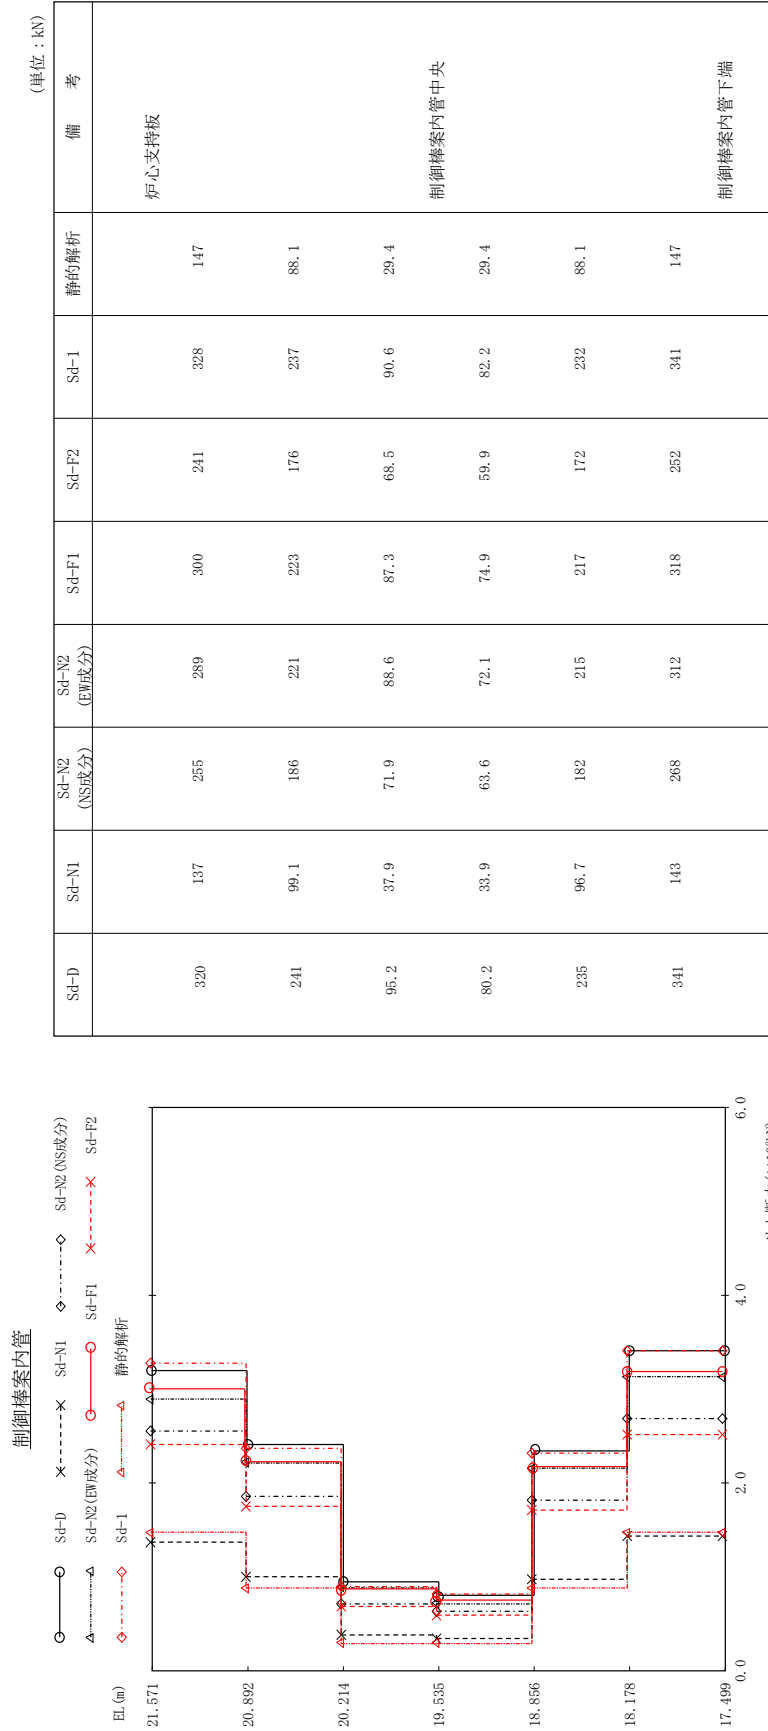 制御棒案内管
Sd-D
Sd-N1
Sd-N2(NS成分)
Sd-N2(EW成分)
Sd-F1
Sd-F2
Sd-1
静的解析
EL(m)
21.571
20.892
20.214
19.535
18.856
18.178
17.499
0.0
2.0
4.0
6.0
(単位：kN)
Sd-D Sd-N1 Sd-N2 (NS成分) Sd-N2 (EW成分) Sd-F1 Sd-F2 Sd-1 静的解析 備 考
炉心支持板
320 137 255 289 300 241 328 147
241 99.1 186 221 223 176 237 88.1
95.2 37.9 71.9 88.6 87.3 68.5 90.6 29.4
制御棒案内管中央
80.2 33.9 63.6 72.1 74.9 59.9 82.2 29.4
235 96.7 182 215 217 172 232 88.1
341 143 268 312 318 252 341 147
制御棒案内管下端